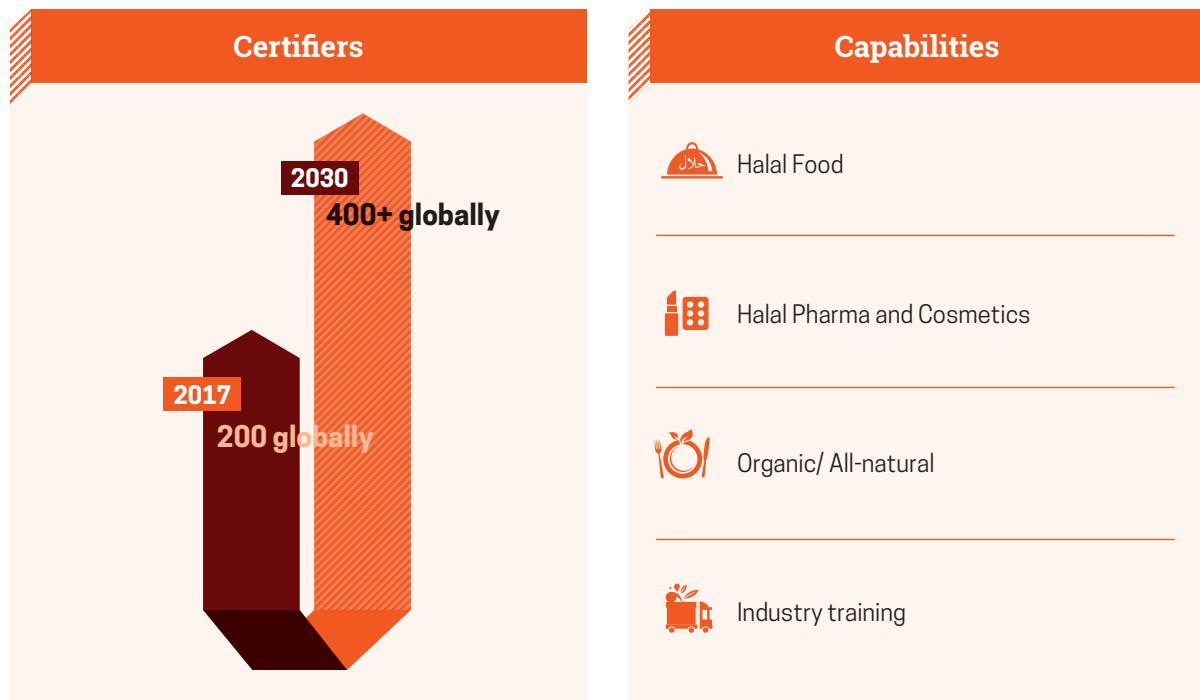 Certifiers
2030
400+ globally
2017
200 globally
Capabilities
حلال
Halal Food
Halal Pharma and Cosmetics
Organic/ All-natural
Industry training